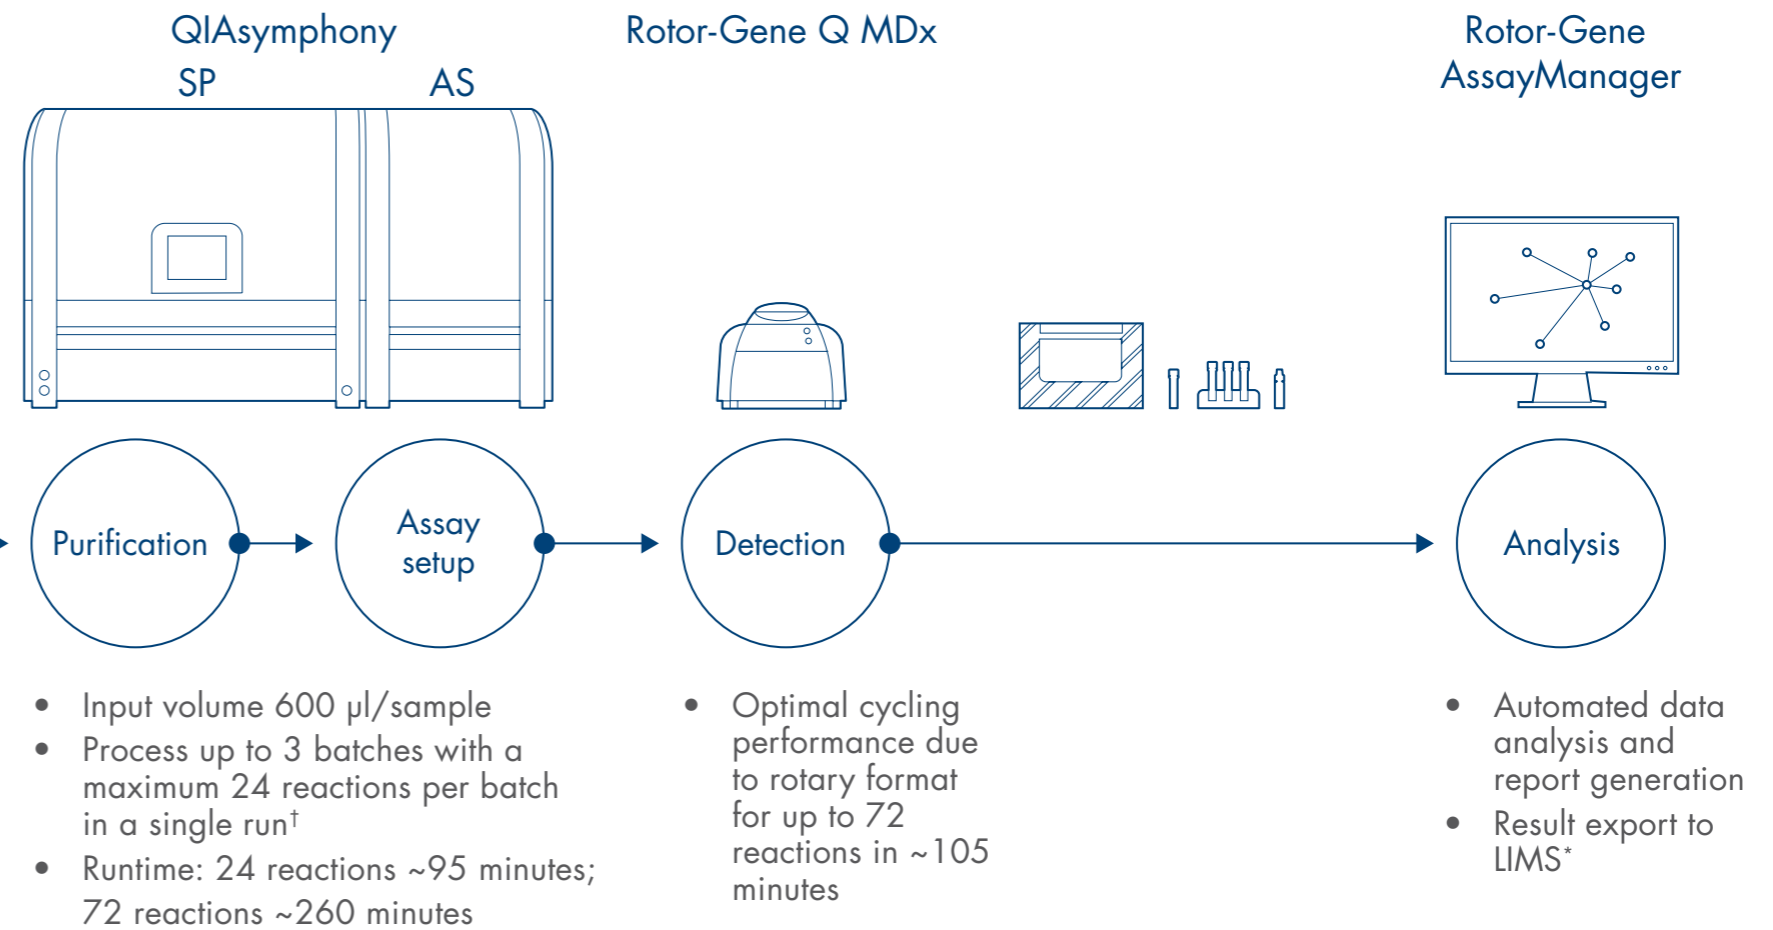 QIAsymphony
SP AS
Rotor-Gene Q MDx
Rotor-Gene
AssayManager
Purification
Assay
setup
Detection
Analysis
• Input volume 600 µl/sample
• Process up to 3 batches with a
maximum 24 reactions per batch
in a single run†
• Runtime: 24 reactions ~95 minutes;
72 reactions ~260 minutes
• Optimal cycling
performance due
to rotary format
for up to 72
reactions in ~105
minutes
• Automated data
analysis and
report generation
• Result export to
LIMS*